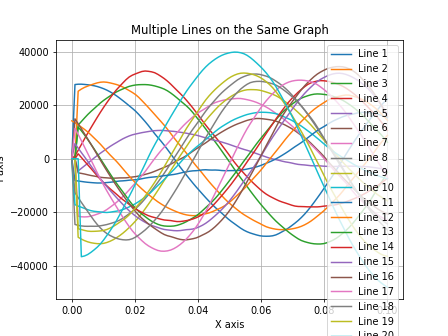 Multiple Lines on the Same Graph
40000
20000
0
−20000
−40000
0.00
0.02
0.04
0.06
0.08
X axis
axis
Line 1
Line 2
Line 3
Line 4
Line 5
Line 6
Line 7
Line 8
Line 9
Line 10
Line 11
Line 12
Line 13
Line 14
Line 15
Line 16
Line 17
Line 18
Line 19
Line 20